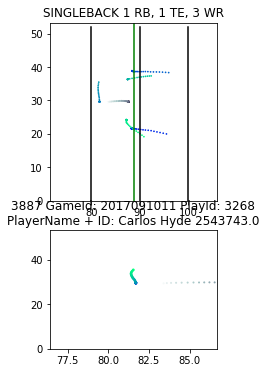 SINGLEBACK 1 RB, 1 TE, 3 WR
50
40
30
20
10
0
80 90 100
3887 GameId: 2017091011 PlayId: 3268
PlayerName + ID: Carlos Hyde 2543743.0
40
20
0
77.5 80.0 82.5 85.0